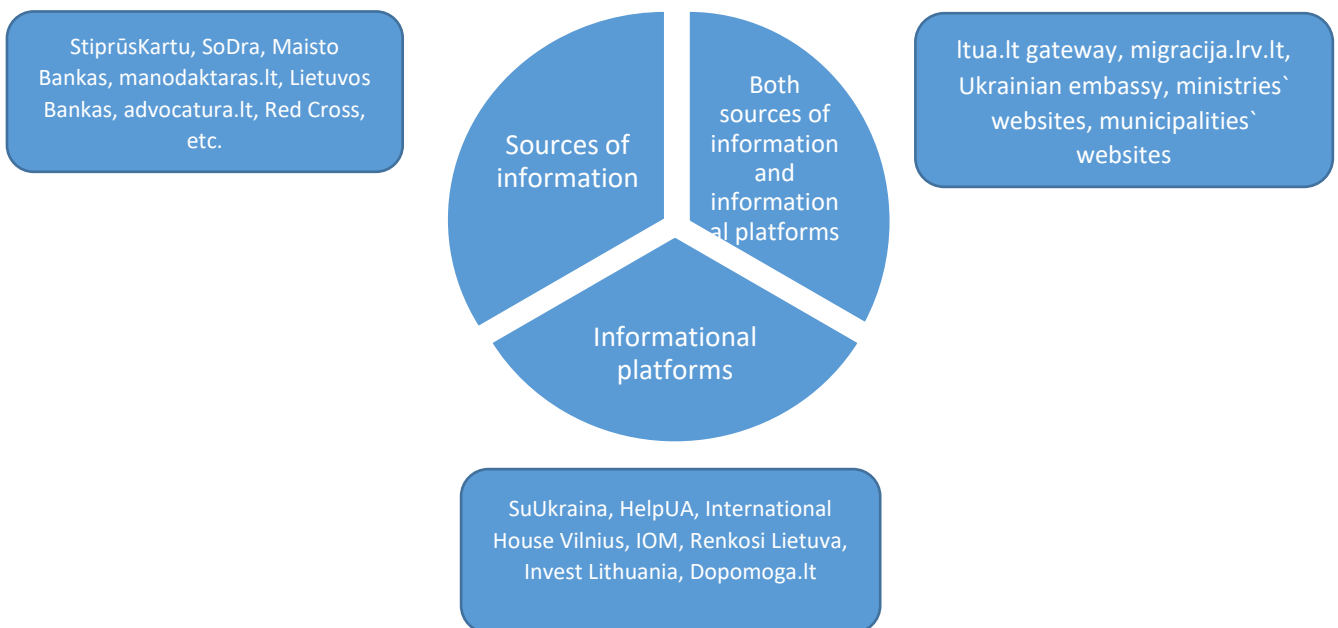 StiprūsKartu, SoDra, Maisto
Bankas, manodaktaras.lt, Lietuvos
Bankas, advocatura.lt, Red Cross,
etc.
Sources of
information
Both
sources of
information
and
information
al platforms
ltua.lt gateway, migracija.lrv.lt,
Ukrainian embassy, ministries`
websites, municipalities`
websites
Informational
platforms
SuUkraina, HelpUA, International
House Vilnius, IOM, Renkosi Lietuva,
Invest Lithuania, Dopomoga.lt